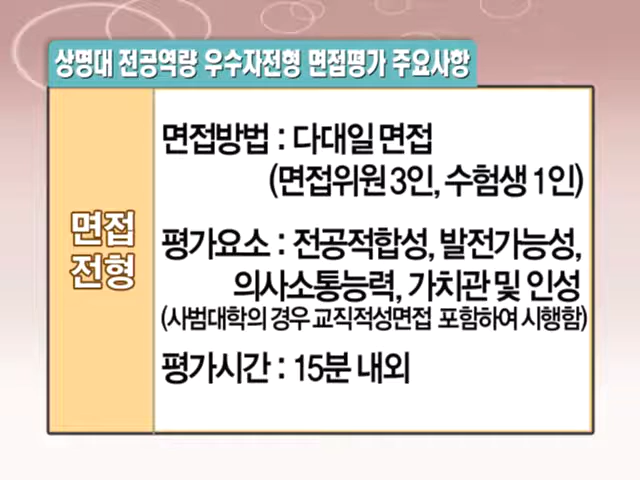 상명대 전공역량 우수자전형 면접평가 주요사항
면접
전형
면접방법 : 다대일 면접
(면접위원 3인, 수험생 1인)
평가요소 : 전공적합성, 발전가능성,
의사소통능력, 가치관 및 인성
(사범대학의 경우 교직적성면접 포함하여 시행함)
평가시간 : 15분 내외